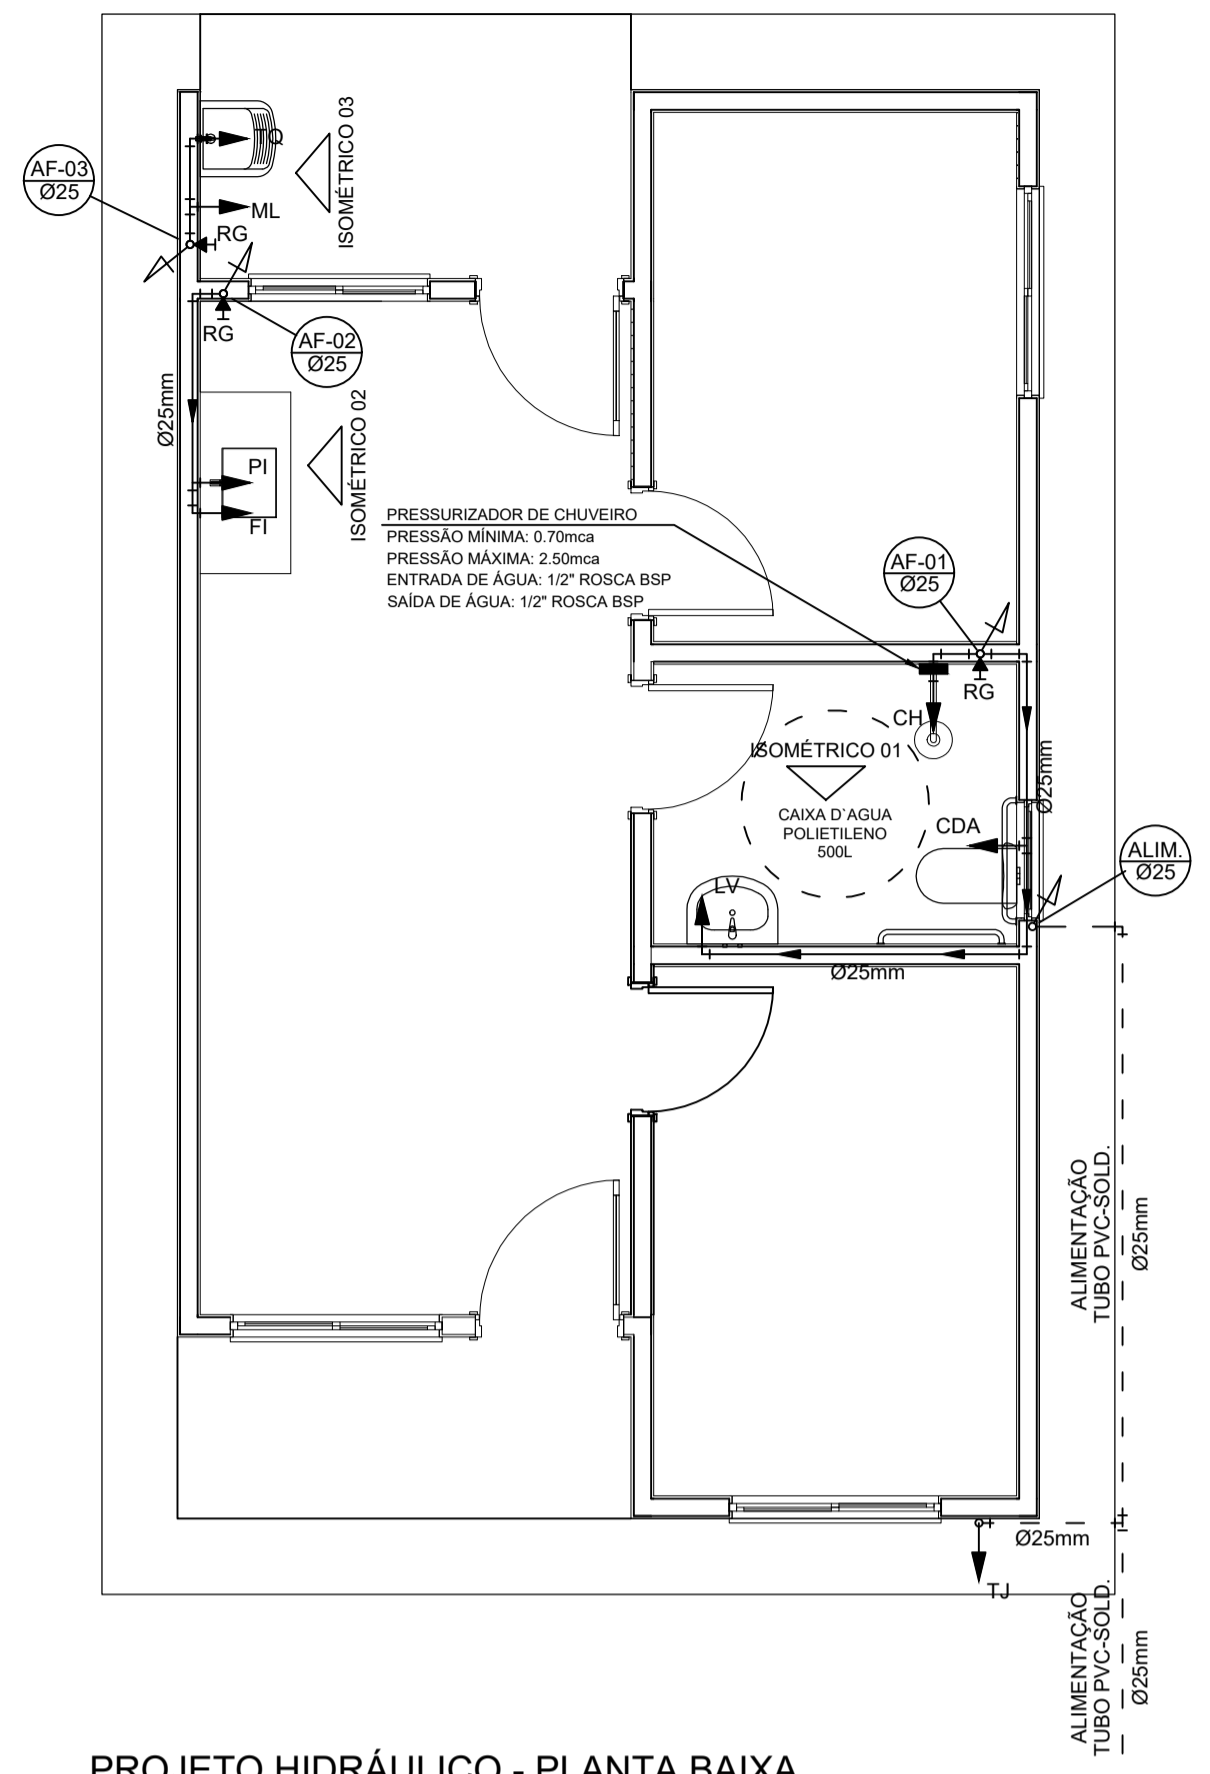 ISOMÉTRICO 03
TQ
AF-03
Ø25
ML
RG
RG
AF-02
Ø25
Ø25mm
ISOMÉTRICO 02
PI
FI
PRESSURIZADOR DE CHUVEIRO
PRESSÃO MÍNIMA: 0.70mca
PRESSÃO MÁXIMA: 2.50mca
ENTRADA DE ÁGUA: 1/2" ROSCA BSP
SAÍDA DE ÁGUA: 1/2" ROSCA BSP
AF-01
Ø25
RG
CH
ISOMÉTRICO 01
Ø25mm
CAIXA D`AGUA
POLIETILENO
500L
CDA
ALIM.
Ø25
LV
Ø25mm
ALIMENTAÇÃO
TUBO PVC-SOLD.
Ø25mm
Ø25mm
TJ
ALIMENTAÇÃO
TUBO PVC-SOLD.
Ø25mm
PROJETO HIDRÁULICO - PLANTA BAIXA